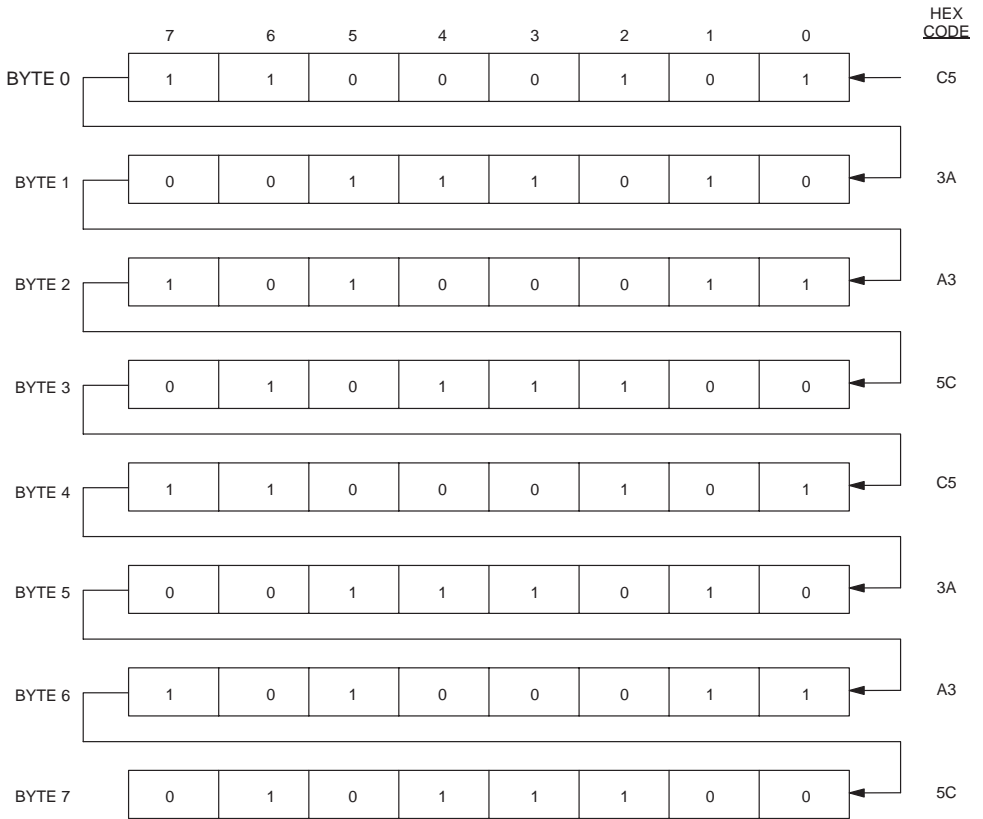 HEX
CODE
7 6 5 4 3 2 1 0
BYTE 0 1 1 0 0 0 1 0 1 C5
BYTE 1 0 0 1 1 1 0 1 0 3A
BYTE 2 1 0 1 0 0 0 1 1 A3
BYTE 3 0 1 0 1 1 1 0 0 5C
BYTE 4 1 1 0 0 0 1 0 1 C5
BYTE 5 0 0 1 1 1 0 1 0 3A
BYTE 6 1 0 1 0 0 0 1 1 A3
BYTE 7 0 1 0 1 1 1 0 0 5C